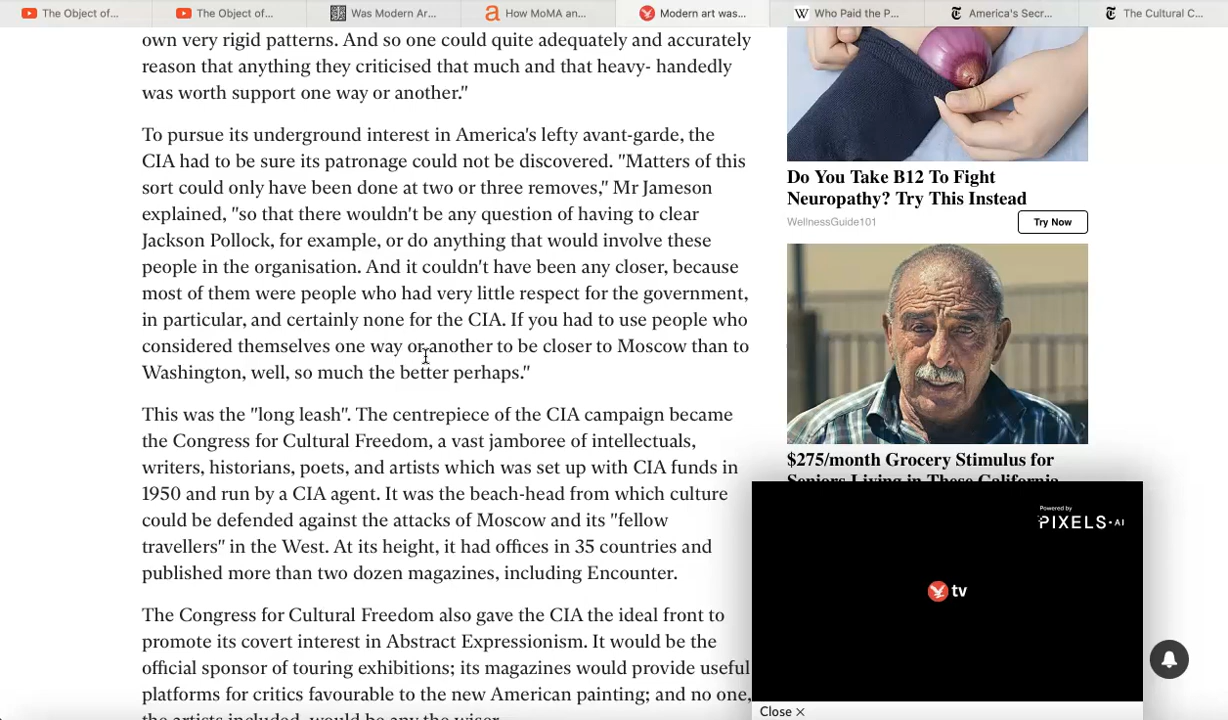 The Object of...
The Object of...
Was Modern Ar...
How MoMA an...
Modern art was...
Who Paid the P...
America's Secr...
The Cultural C...
own very rigid patterns. And so one could quite adequately and accurately
reason that anything they criticised that much and that heavy- handedly
was worth support one way or another."
To pursue its underground interest in America's lefty avant-garde, the
CIA had to be sure its patronage could not be discovered. "Matters of this
sort could only have been done at two or three removes," Mr Jameson
explained, "so that there wouldn't be any question of having to clear
Jackson Pollock, for example, or do anything that would involve these
people in the organisation. And it couldn't have been any closer, because
most of them were people who had very little respect for the government,
in particular, and certainly none for the CIA. If you had to use people who
considered themselves one way or another to be closer to Moscow than to
Washington, well, so much the better perhaps."
This was the "long leash". The centrepiece of the CIA campaign became
the Congress for Cultural Freedom, a vast jamboree of intellectuals,
writers, historians, poets, and artists which was set up with CIA funds in
1950 and run by a CIA agent. It was the beach-head from which culture
could be defended against the attacks of Moscow and its "fellow
travellers" in the West. At its height, it had offices in 35 countries and
published more than two dozen magazines, including Encounter.
The Congress for Cultural Freedom also gave the CIA the ideal front to
promote its covert interest in Abstract Expressionism. It would be the
official sponsor of touring exhibitions; its magazines would provide useful
platforms for critics favourable to the new American painting; and no one,
the artists included, would be any the wiser.
Do You Take B12 To Fight
Neuropathy? Try This Instead
WellnessGuide101
Try Now
$275/month Grocery Stimulus for
Seniors Living in These California
Powered by
PIXELS·AI
tv
Close ×